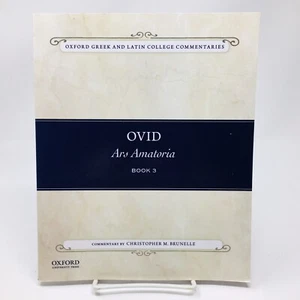 OXFORD GREEK AND LATIN COLLEGE COMMENTARIES
OVID
Ars Amatoria
BOOK 3
COMMENTARY BY CHRISTOPHER M. BRUNELLE
OXFORD
UNIVERSITY PRESS